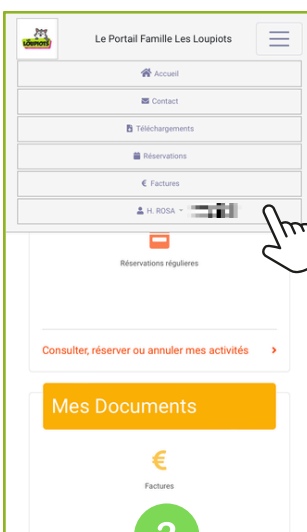 LOUPIOTS
Le Portail Famille Les Loupiots
Accueil
Contact
Téléchargements
Réservations
€ Factures
H. ROSA
Réservations régulieres
Consulter, réserver ou annuler mes activités
Mes Documents
€
Factures